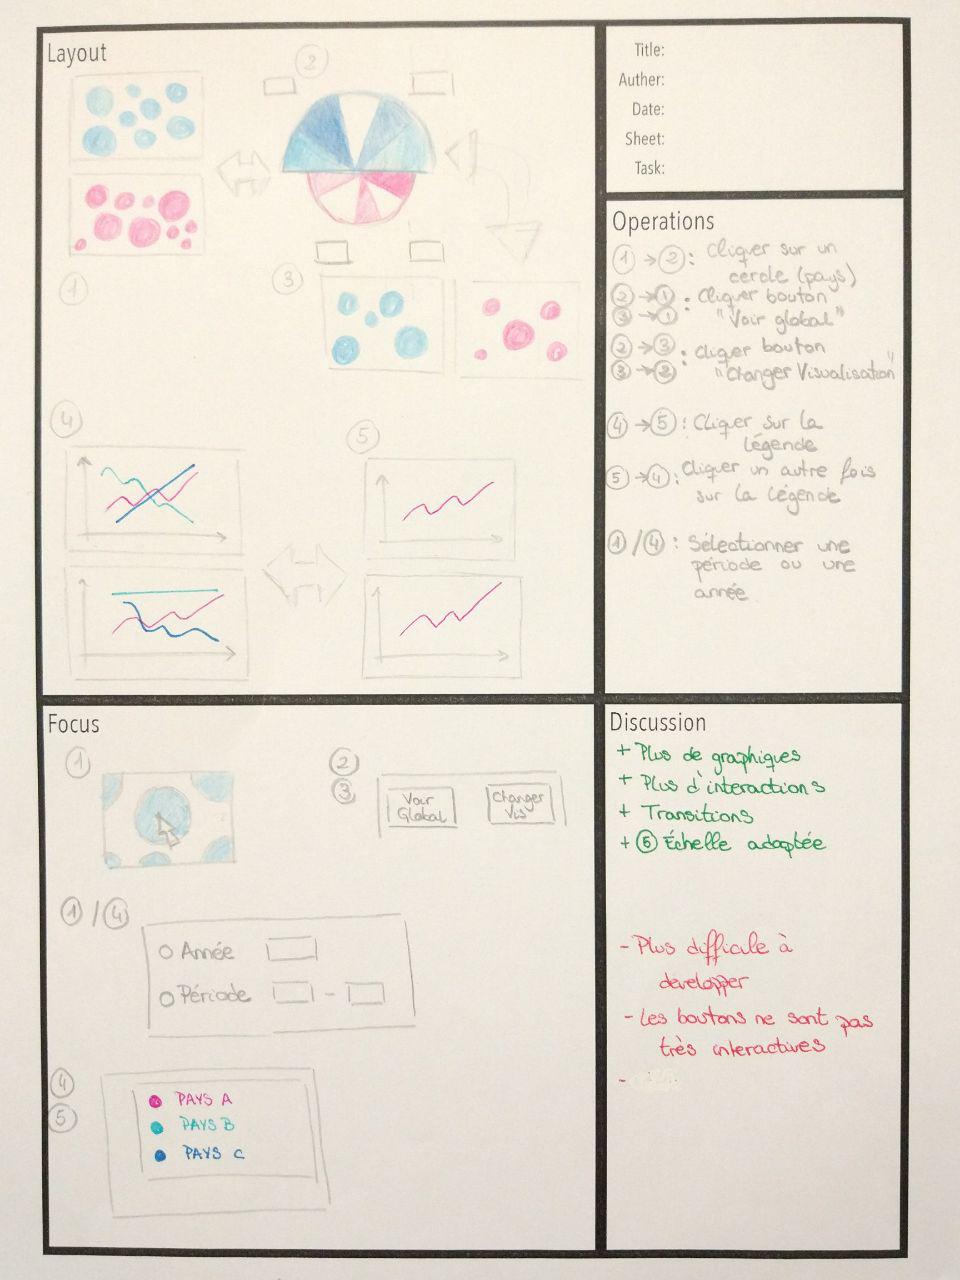 Layout
2
1
3
4
5
Title:
Auther:
Date:
Sheet:
Task:
Operations
1 → 2 : Cliquer sur un
cercle (pays)
2 → 1 : Cliquer bouton
3 → 1 "Voir global"
2 → 3 : Cliquer bouton
3 → 2 "Changer Visualisation"
4 → 5 : Cliquer sur la
légende
5 → 4 : Cliquer un autre fois
sur la légende
1 / 4 : Sélectionner une
période ou une
année
Focus
1
2
3
Voir
Global
Changer
Vis
1 / 4
Année
Période -
4
5
PAYS A
PAYS B
PAYS C
Discussion
+ Plus de graphiques
+ Plus d'interactions
+ Transitions
+ 5 Échelle adaptée
- Plus difficile à
developper
- Les boutons ne sont pas
très interactives
-